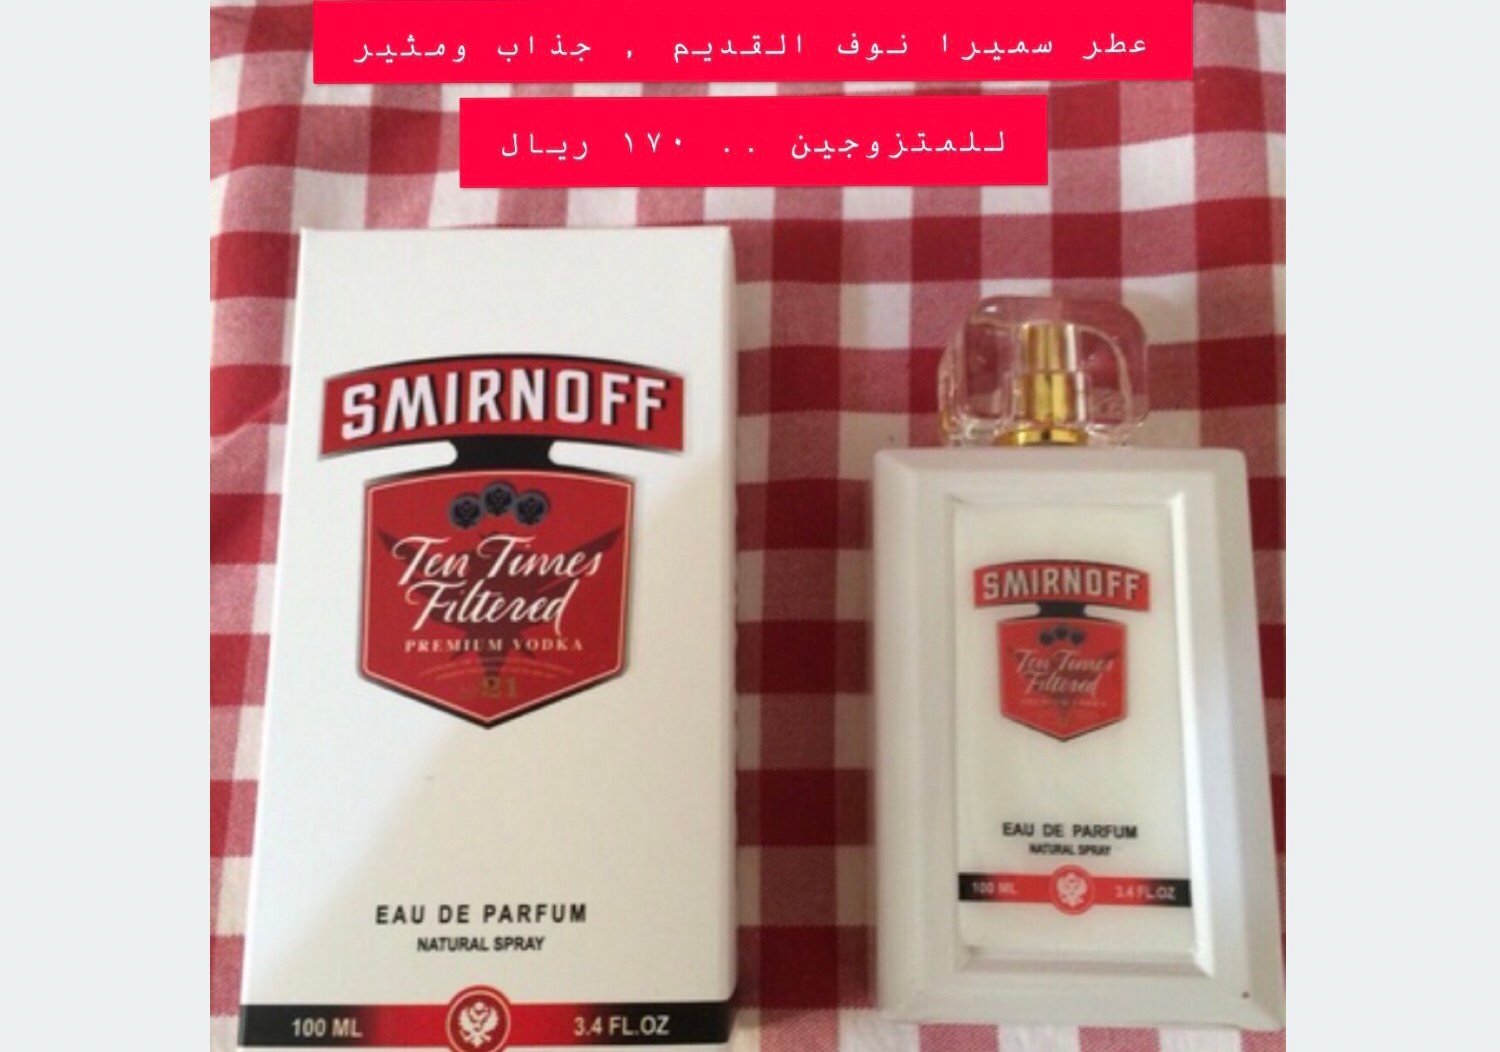 عطر سميرا نوف القديم , جذاب ومثير
للمتزوجين .. ١٧٠ ريال
SMIRNOFF
Ten Times
Filtered
PREMIUM VODKA
21
EAU DE PARFUM
NATURAL SPRAY
100 ML
3.4 FL.OZ
SMIRNOFF
Ten Times
Filtered
EAU DE PARFUM
NATURAL SPRAY
100 ML
3.4 FL.OZ